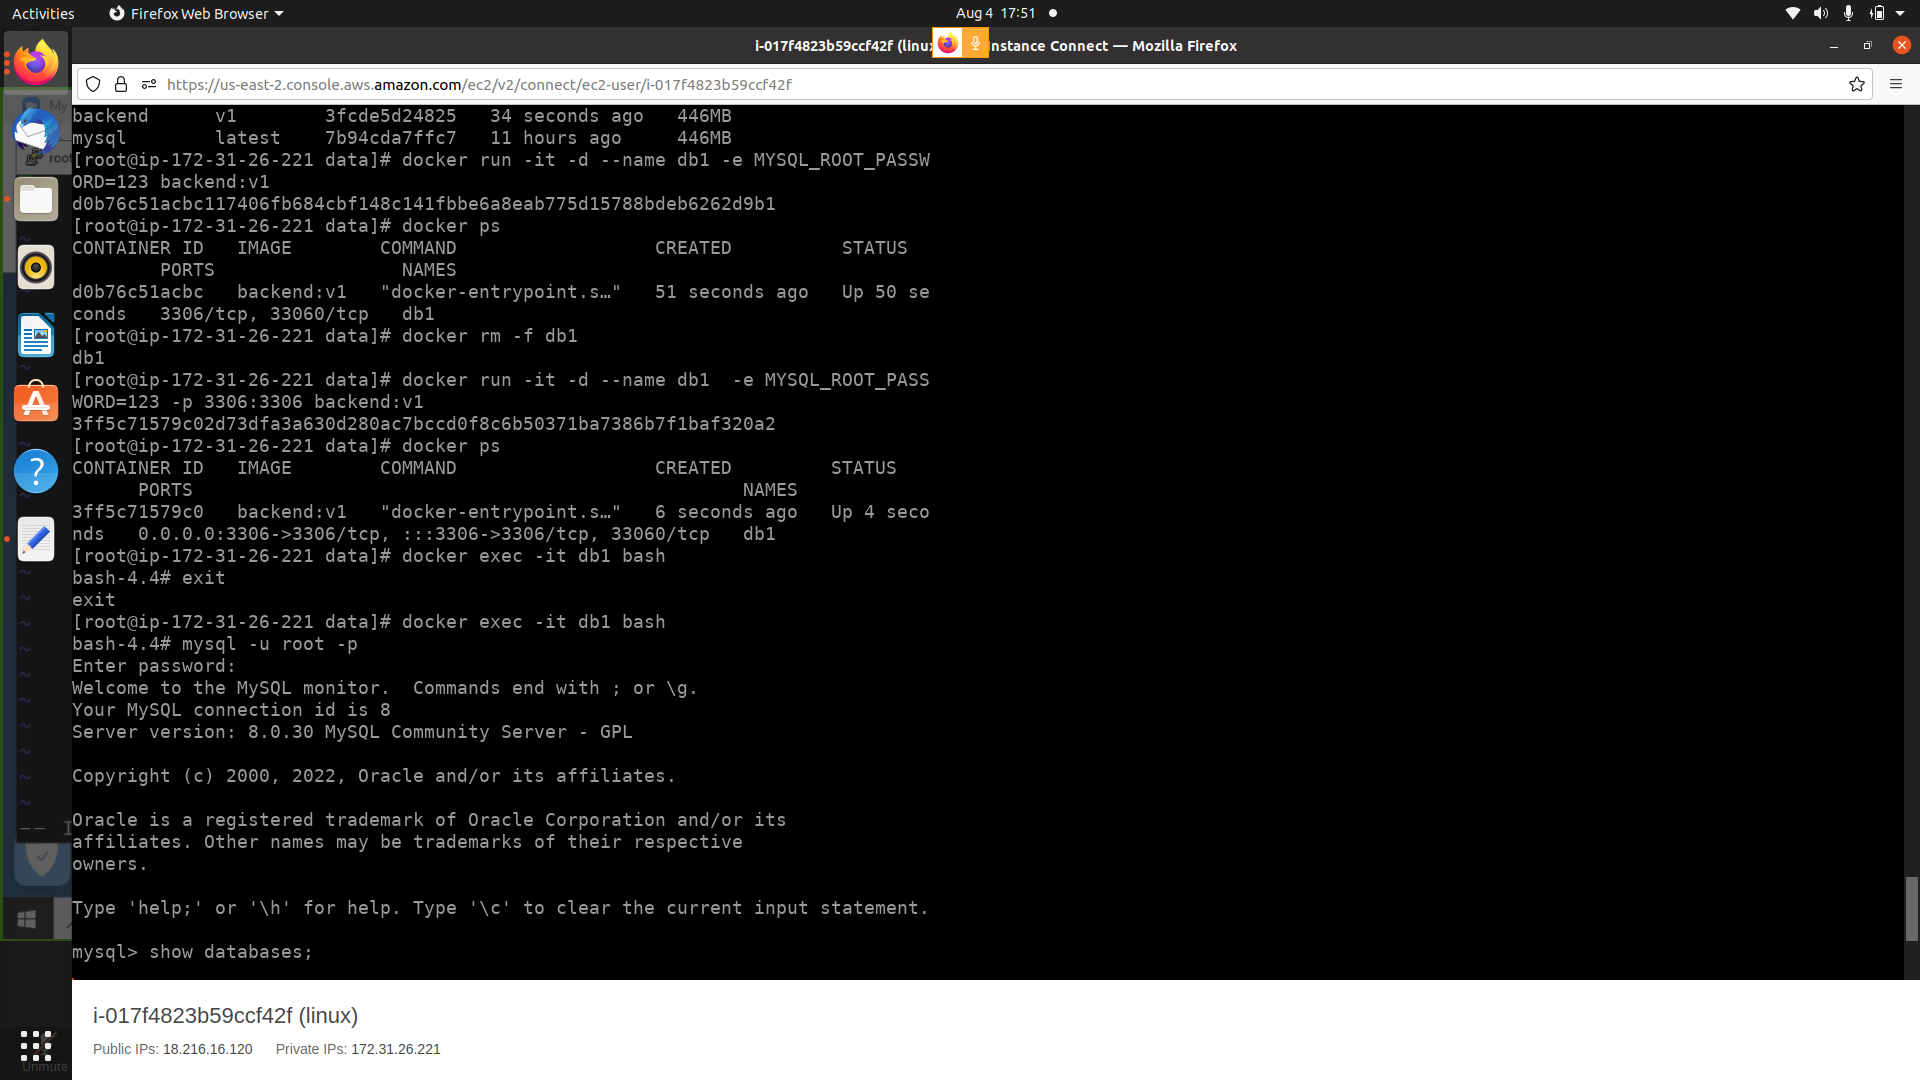 Activities
Firefox Web Browser
Aug 4 17:51
i-017f4823b59ccf42f (linu
nstance Connect — Mozilla Firefox
https://us-east-2.console.aws.amazon.com/ec2/v2/connect/ec2-user/i-017f4823b59ccf42f
My
root
backend      v1        3fcde5d24825   34 seconds ago   446MB
mysql        latest    7b94cda7ffc7   11 hours ago     446MB
[root@ip-172-31-26-221 data]# docker run -it -d --name db1 -e MYSQL_ROOT_PASSW
ORD=123 backend:v1
d0b76c51acbc117406fb684cbf148c141fbbe6a8eab775d15788bdeb6262d9b1
[root@ip-172-31-26-221 data]# docker ps
CONTAINER ID   IMAGE        COMMAND                  CREATED          STATUS
        PORTS                 NAMES
d0b76c51acbc   backend:v1   "docker-entrypoint.s…"   51 seconds ago   Up 50 se
conds   3306/tcp, 33060/tcp   db1
[root@ip-172-31-26-221 data]# docker rm -f db1
db1
[root@ip-172-31-26-221 data]# docker run -it -d --name db1  -e MYSQL_ROOT_PASS
WORD=123 -p 3306:3306 backend:v1
3ff5c71579c02d73dfa3a630d280ac7bccd0f8c6b50371ba7386b7f1baf320a2
[root@ip-172-31-26-221 data]# docker ps
CONTAINER ID   IMAGE        COMMAND                  CREATED         STATUS
      PORTS                                                  NAMES
3ff5c71579c0   backend:v1   "docker-entrypoint.s…"   6 seconds ago   Up 4 seco
nds   0.0.0.0:3306->3306/tcp, :::3306->3306/tcp, 33060/tcp   db1
[root@ip-172-31-26-221 data]# docker exec -it db1 bash
bash-4.4# exit
exit
[root@ip-172-31-26-221 data]# docker exec -it db1 bash
bash-4.4# mysql -u root -p
Enter password:
Welcome to the MySQL monitor.  Commands end with ; or \g.
Your MySQL connection id is 8
Server version: 8.0.30 MySQL Community Server - GPL
Copyright (c) 2000, 2022, Oracle and/or its affiliates.
Oracle is a registered trademark of Oracle Corporation and/or its
affiliates. Other names may be trademarks of their respective
owners.
Type 'help;' or '\h' for help. Type '\c' to clear the current input statement.
mysql> show databases;
i-017f4823b59ccf42f (linux)
Public IPs: 18.216.16.120 Private IPs: 172.31.26.221
Unmute